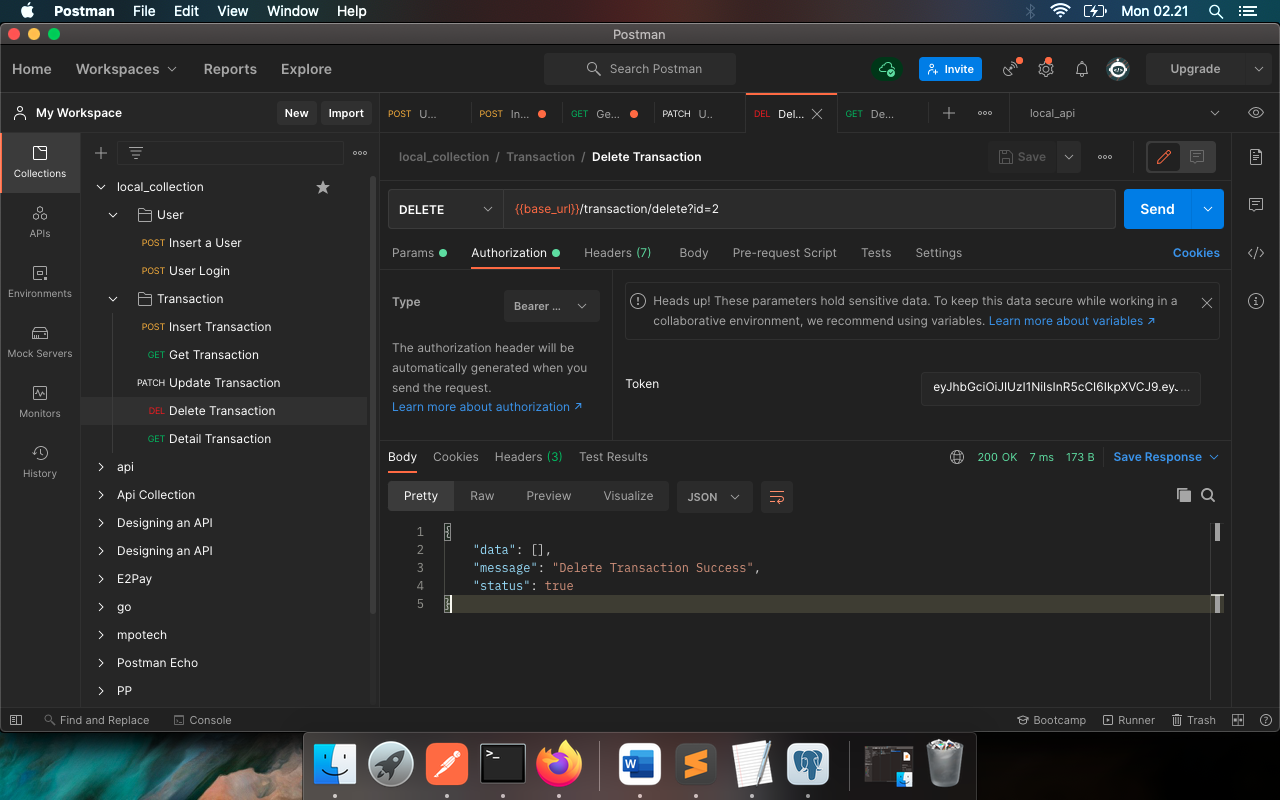 Postman File Edit View Window Help Mon 02.21
Postman
Home Workspaces Reports Explore Search Postman Invite Upgrade
My Workspace New Import
POST U... POST In... GET Ge... PATCH U.. DEL Del... GET De... local_api
Collections
APIs
Environments
Mock Servers
Monitors
History
local_collection
User
POST Insert a User
POST User Login
Transaction
POST Insert Transaction
GET Get Transaction
PATCH Update Transaction
DEL Delete Transaction
GET Detail Transaction
api
Api Collection
Designing an API
Designing an API
E2Pay
go
mpotech
Postman Echo
PP
local_collection / Transaction / Delete Transaction Save
DELETE {{base_url}}/transaction/delete?id=2 Send
Params Authorization Headers (7) Body Pre-request Script Tests Settings Cookies
Type Bearer ...
The authorization header will be
automatically generated when you
send the request.
Learn more about authorization ↗
Heads up! These parameters hold sensitive data. To keep this data secure while working in a
collaborative environment, we recommend using variables. Learn more about variables ↗
Token
Body Cookies Headers (3) Test Results 200 OK 7 ms 173 B Save Response
Pretty Raw Preview Visualize JSON
1 {
2 "data": [],
3 "message": "Delete Transaction Success",
4 "status": true
5 }
Find and Replace Console Bootcamp Runner Trash